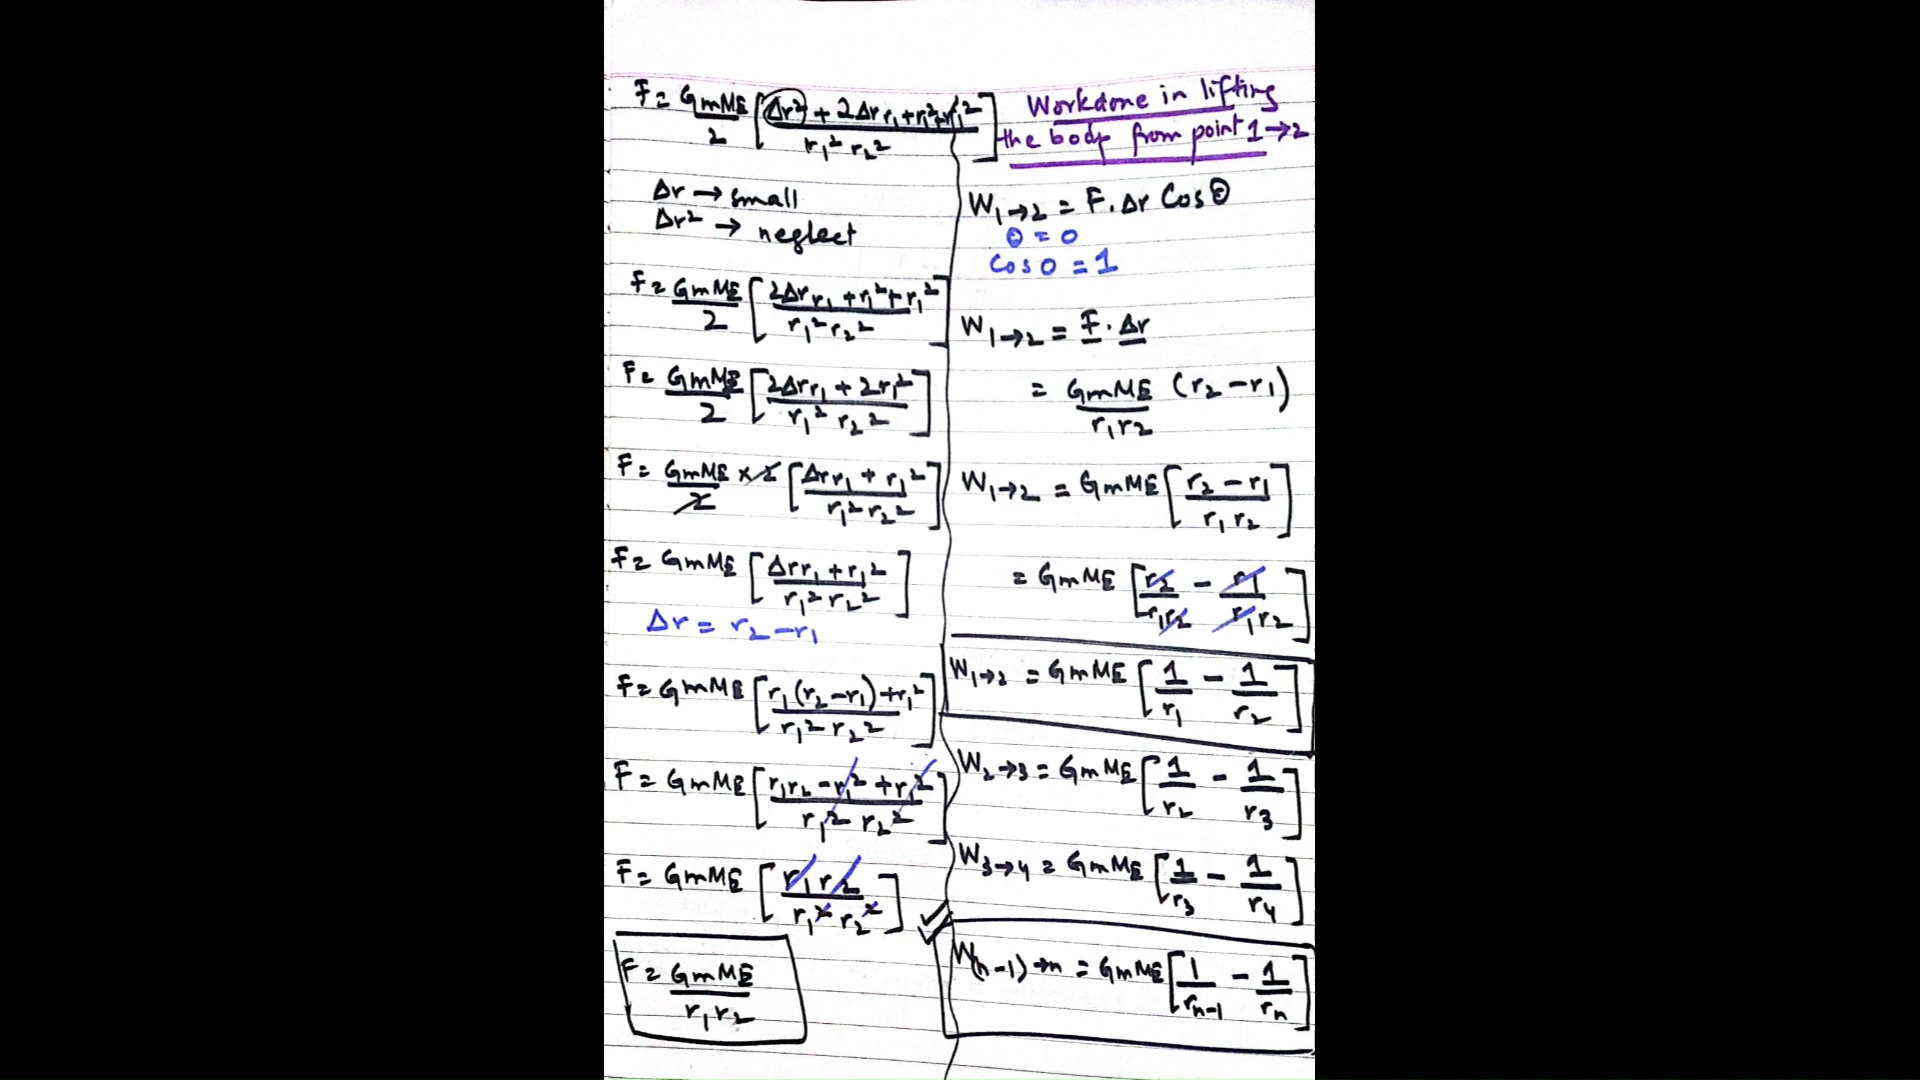 F = GmME/2 [Δr² + 2Δr r₁ + r₁² + r₁² / r₁² r₂²]
Δr → small
Δr² → neglect
F = GmME/2 [2Δr r₁ + r₁² + r₁² / r₁² r₂²]
F = GmME/2 [2Δr r₁ + 2r₁² / r₁² r₂²]
F = GmME/2 × 2 [Δr r₁ + r₁² / r₁² r₂²]
F = GmME [Δr r₁ + r₁² / r₁² r₂²]
Δr = r₂ - r₁
F = GmME [r₁(r₂ - r₁) + r₁² / r₁² r₂²]
F = GmME [r₁r₂ - r₁² + r₁² / r₁² r₂²]
F = GmME [r₁ r₂ / r₁² r₂²]
F = GmME / r₁ r₂
Workdone in lifting
the body from point 1→2
W₁→₂ = F. Δr Cos θ
θ = 0
Cos 0 = 1
W₁→₂ = F. Δr
= GmME / r₁r₂ (r₂ - r₁)
W₁→₂ = GmME [r₂ - r₁ / r₁ r₂]
= GmME [r₂ / r₁r₂ - r₁ / r₁r₂]
W₁→₂ = GmME [1/r₁ - 1/r₂]
W₂→₃ = GmME [1/r₂ - 1/r₃]
W₃→₄ = GmME [1/r₃ - 1/r₄]
W(n-1)→n = GmME [1/rₙ₋₁ - 1/rₙ]